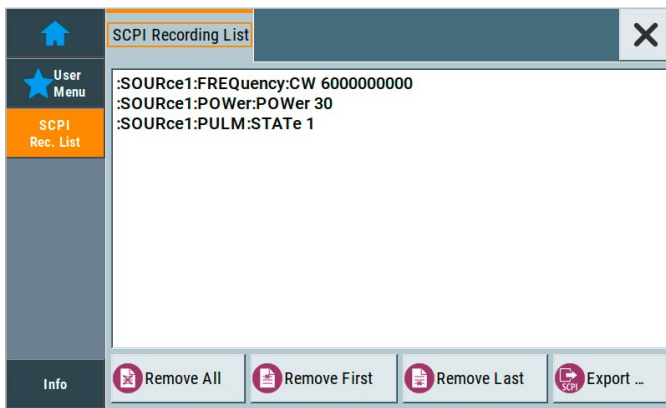 SCPI Recording List
User
Menu
SCPI
Rec. List
:SOURce1:FREQuency:CW 6000000000
:SOURce1:POWer:POWer 30
:SOURce1:PULM:STATe 1
Info
Remove All
Remove First
Remove Last
SCPI
Export ...